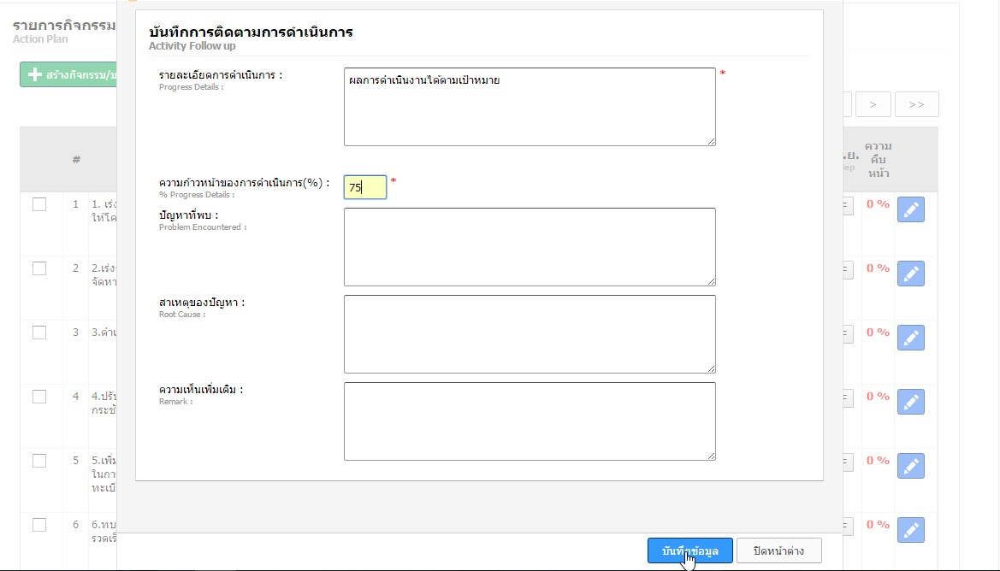 รายการกิจกรรม
Action Plan
สร้างกิจกรรม/ม
บันทึกการติดตามการดำเนินการ
Activity Follow up
รายละเอียดการดำเนินการ :
Progress Details :
ผลการดำเนินงานได้ตามเป้าหมาย
*
ความก้าวหน้าของการดำเนินการ(%) :
% Progress Details :
75
*
ปัญหาที่พบ :
Problem Encountered :
สาเหตุของปัญหา :
Root Cause :
ความเห็นเพิ่มเติม :
Remark :
บันทึกข้อมูล
ปิดหน้าต่าง
>
>>
#
.ย.
ep
ความ
คืบ
หน้า
1
1. เร่ง
ให้โค
0 %
2
2.เร่ง
จัดหา
0 %
3
3.ดำเ
0 %
4
4.ปรั
กระชั
0 %
5
5.เพิ่ม
ในกา
ทะเบี
0 %
6
6.ทบ
รวดเร็
0 %